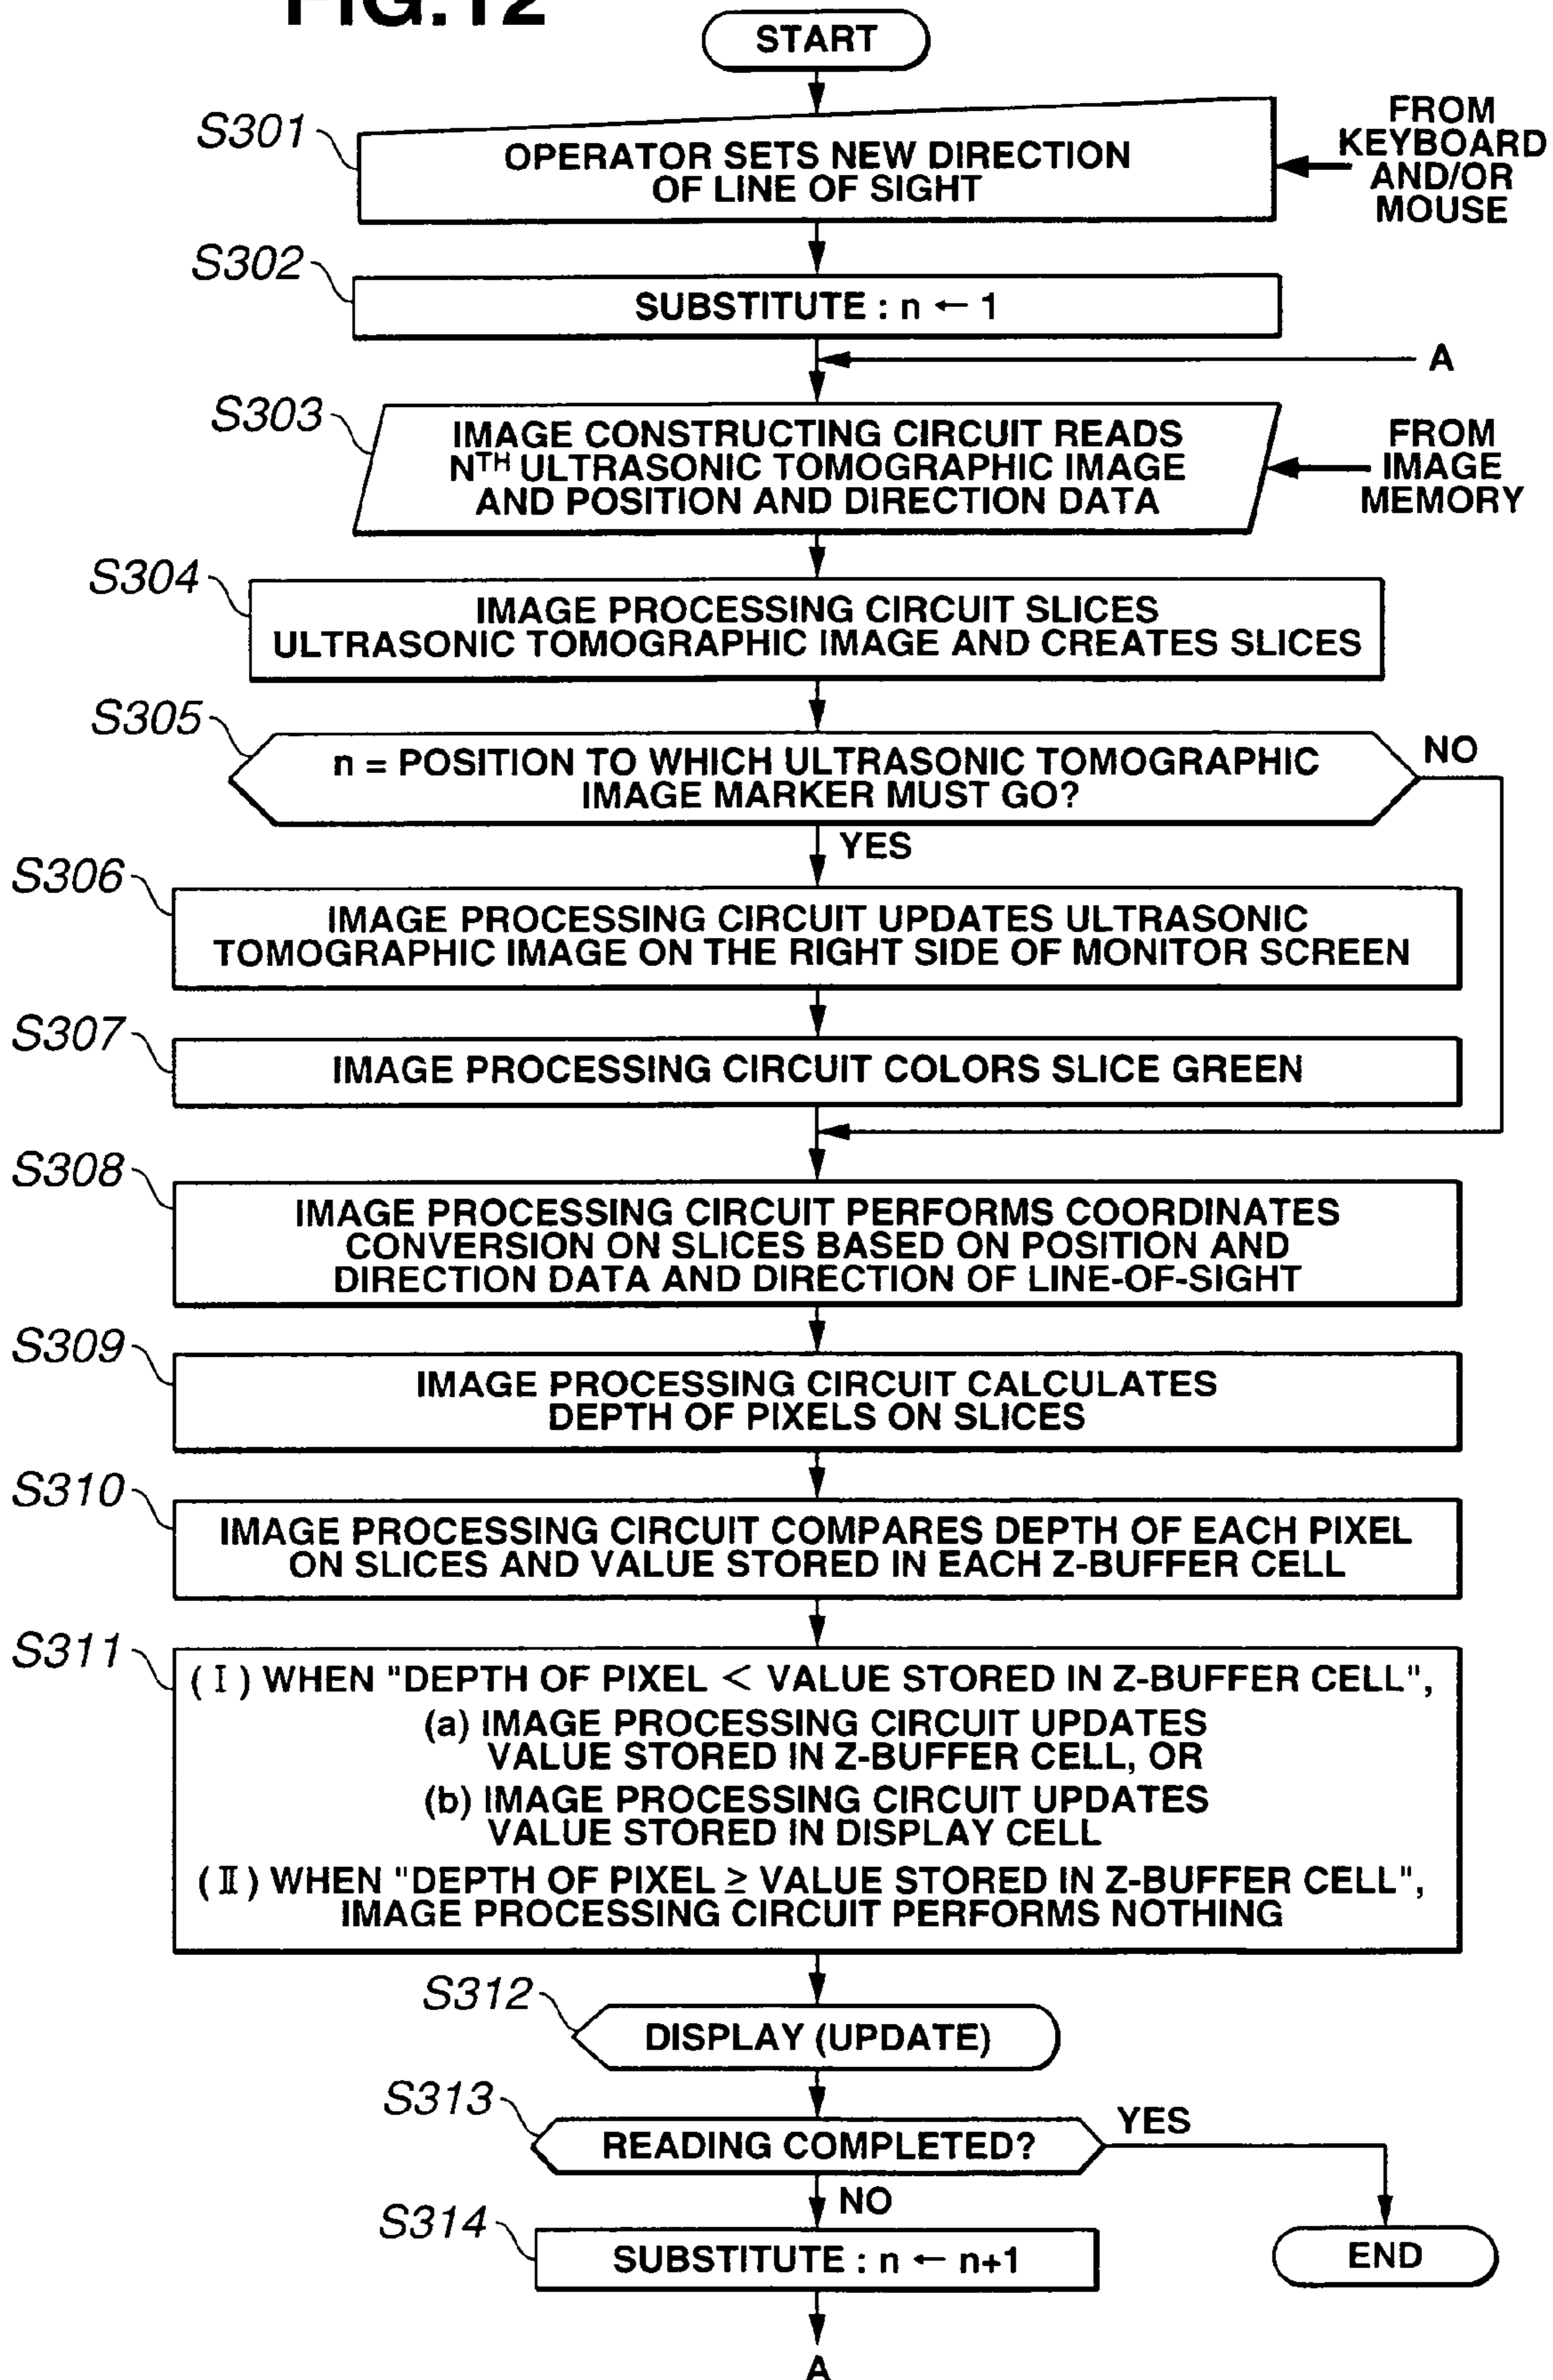 FIG.12
START
S301
OPERATOR SETS NEW DIRECTION
OF LINE OF SIGHT
FROM
KEYBOARD
AND/OR
MOUSE
S302
SUBSTITUTE : n ← 1
A
S303
IMAGE CONSTRUCTING CIRCUIT READS
NTH ULTRASONIC TOMOGRAPHIC IMAGE
AND POSITION AND DIRECTION DATA
FROM
IMAGE
MEMORY
S304
IMAGE PROCESSING CIRCUIT SLICES
ULTRASONIC TOMOGRAPHIC IMAGE AND CREATES SLICES
S305
n = POSITION TO WHICH ULTRASONIC TOMOGRAPHIC
IMAGE MARKER MUST GO?
NO
YES
S306
IMAGE PROCESSING CIRCUIT UPDATES ULTRASONIC
TOMOGRAPHIC IMAGE ON THE RIGHT SIDE OF MONITOR SCREEN
S307
IMAGE PROCESSING CIRCUIT COLORS SLICE GREEN
S308
IMAGE PROCESSING CIRCUIT PERFORMS COORDINATES
CONVERSION ON SLICES BASED ON POSITION AND
DIRECTION DATA AND DIRECTION OF LINE-OF-SIGHT
S309
IMAGE PROCESSING CIRCUIT CALCULATES
DEPTH OF PIXELS ON SLICES
S310
IMAGE PROCESSING CIRCUIT COMPARES DEPTH OF EACH PIXEL
ON SLICES AND VALUE STORED IN EACH Z-BUFFER CELL
S311
(Ⅰ) WHEN "DEPTH OF PIXEL < VALUE STORED IN Z-BUFFER CELL",
(a) IMAGE PROCESSING CIRCUIT UPDATES
VALUE STORED IN Z-BUFFER CELL, OR
(b) IMAGE PROCESSING CIRCUIT UPDATES
VALUE STORED IN DISPLAY CELL
(Ⅱ) WHEN "DEPTH OF PIXEL ≥ VALUE STORED IN Z-BUFFER CELL",
IMAGE PROCESSING CIRCUIT PERFORMS NOTHING
S312
DISPLAY (UPDATE)
S313
READING COMPLETED?
YES
NO
S314
SUBSTITUTE : n ← n+1
END
A